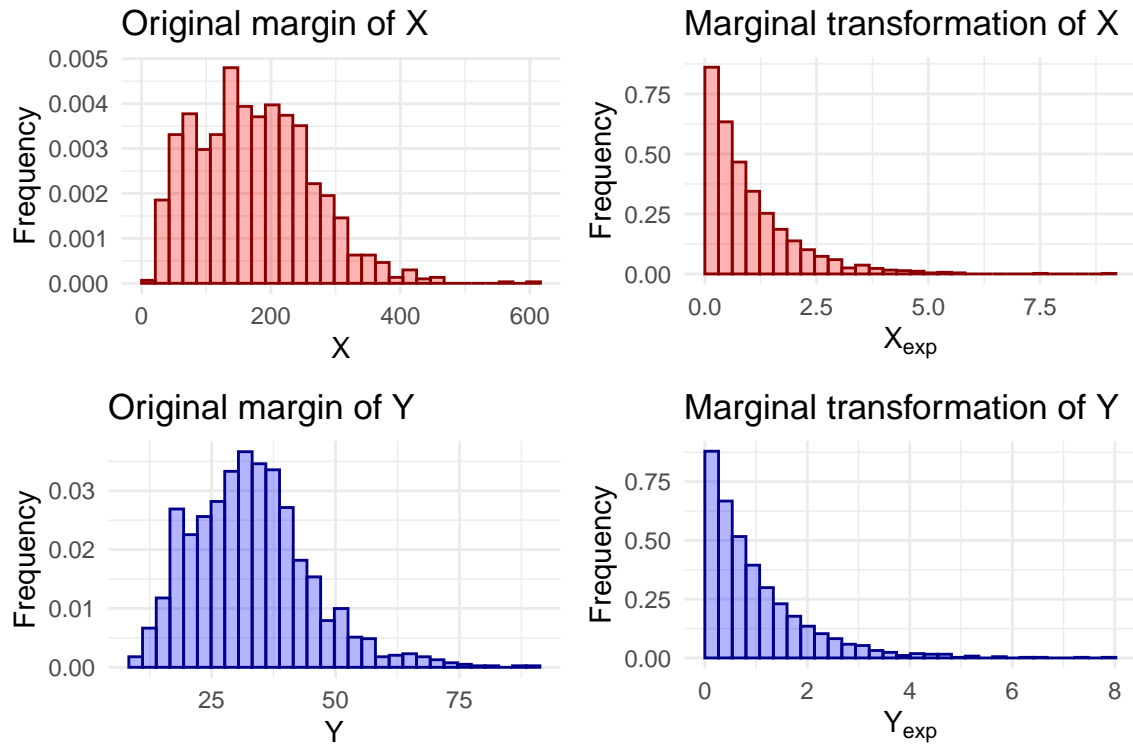 Original margin of X
Frequency
0.005
0.004
0.003
0.002
0.001
0.000
0
200
400
600
X
Marginal transformation of X
Frequency
0.75
0.50
0.25
0.00
0.0
2.5
5.0
7.5
X_exp
Original margin of Y
Frequency
0.03
0.02
0.01
0.00
25
50
75
Y
Marginal transformation of Y
Frequency
0.75
0.50
0.25
0.00
0
2
4
6
8
Y_exp